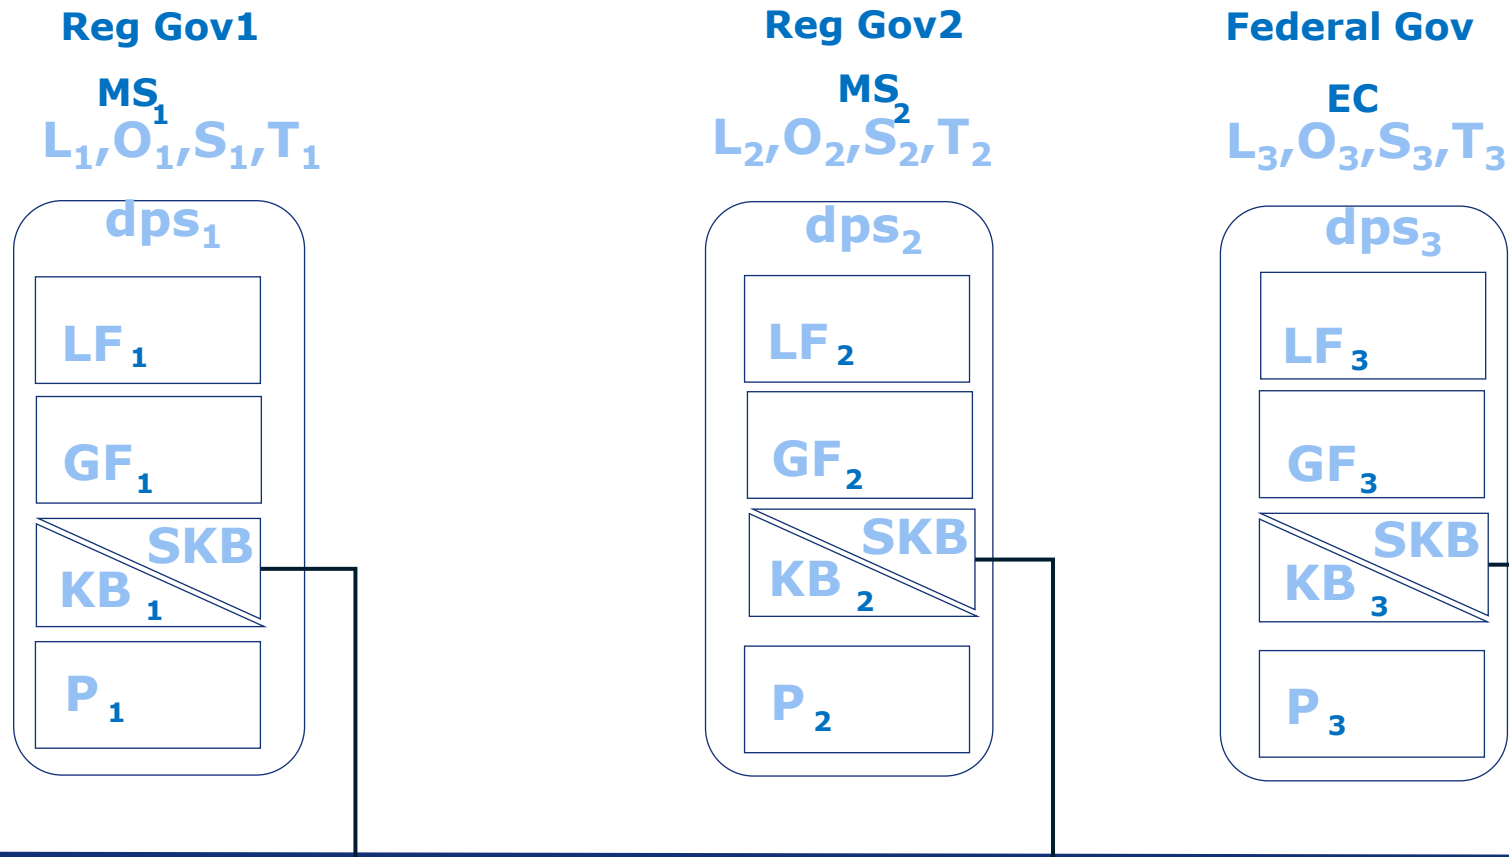 Reg Gov1
MS₁
L₁,O₁,S₁,T₁
dps₁
LF₁
GF₁
SKB
KB₁
P₁
Reg Gov2
MS₂
L₂,O₂,S₂,T₂
dps₂
LF₂
GF₂
SKB
KB₂
P₂
Federal Gov
EC
L₃,O₃,S₃,T₃
dps₃
LF₃
GF₃
SKB
KB₃
P₃